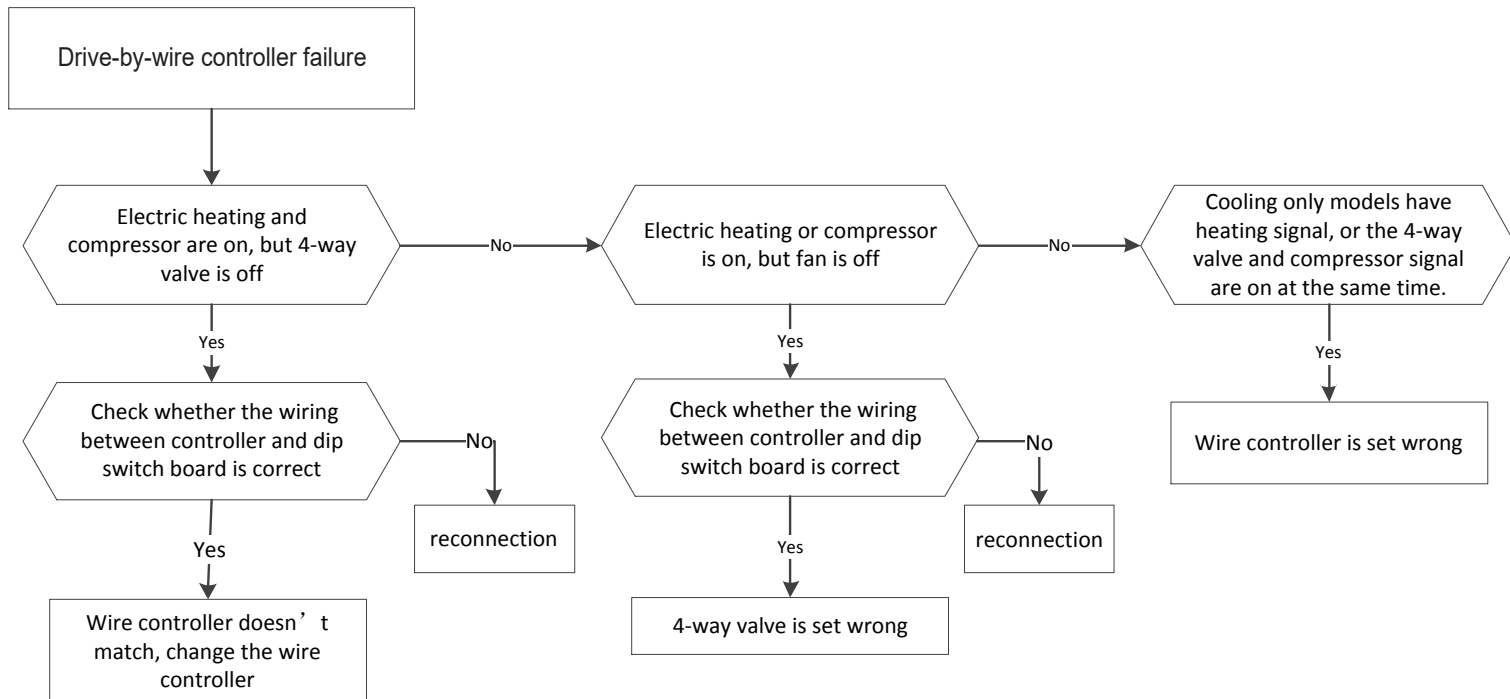 Drive-by-wire controller failure
Electric heating and
compressor are on, but 4-way
valve is off
No
Electric heating or compressor
is on, but fan is off
No
Cooling only models have
heating signal, or the 4-way
valve and compressor signal
are on at the same time.
Yes
Yes
Yes
Check whether the wiring
between controller and dip
switch board is correct
No
Check whether the wiring
between controller and dip
switch board is correct
No
Wire controller is set wrong
reconnection
reconnection
Yes
Yes
Wire controller doesn’t
match, change the wire
controller
4-way valve is set wrong